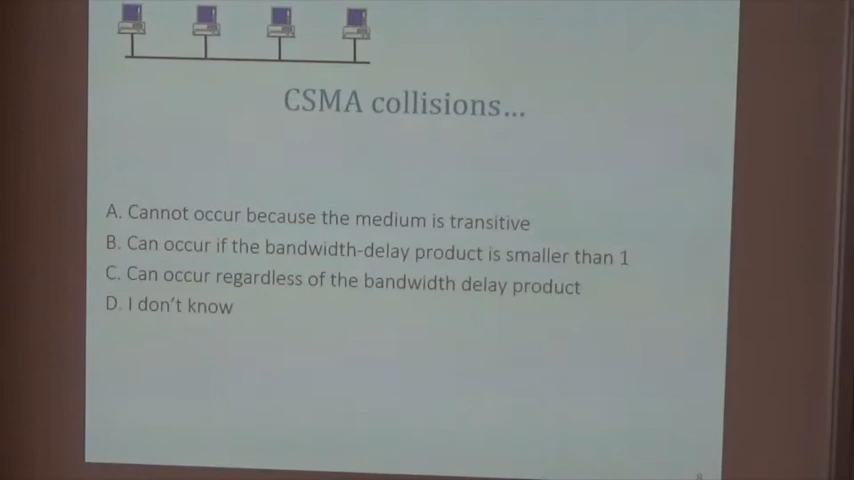 CSMA collisions...
A. Cannot occur because the medium is transitive
B. Can occur if the bandwidth-delay product is smaller than 1
C. Can occur regardless of the bandwidth delay product
D. I don't know